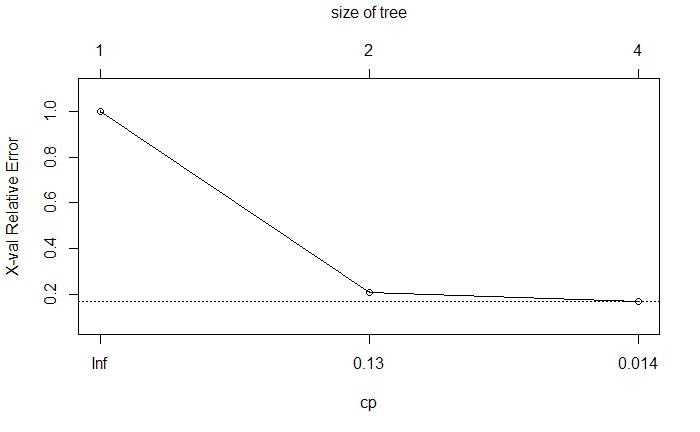 size of tree
1 2 4
1.0
0.8
0.6
0.4
0.2
X-val Relative Error
Inf 0.13 0.014
cp